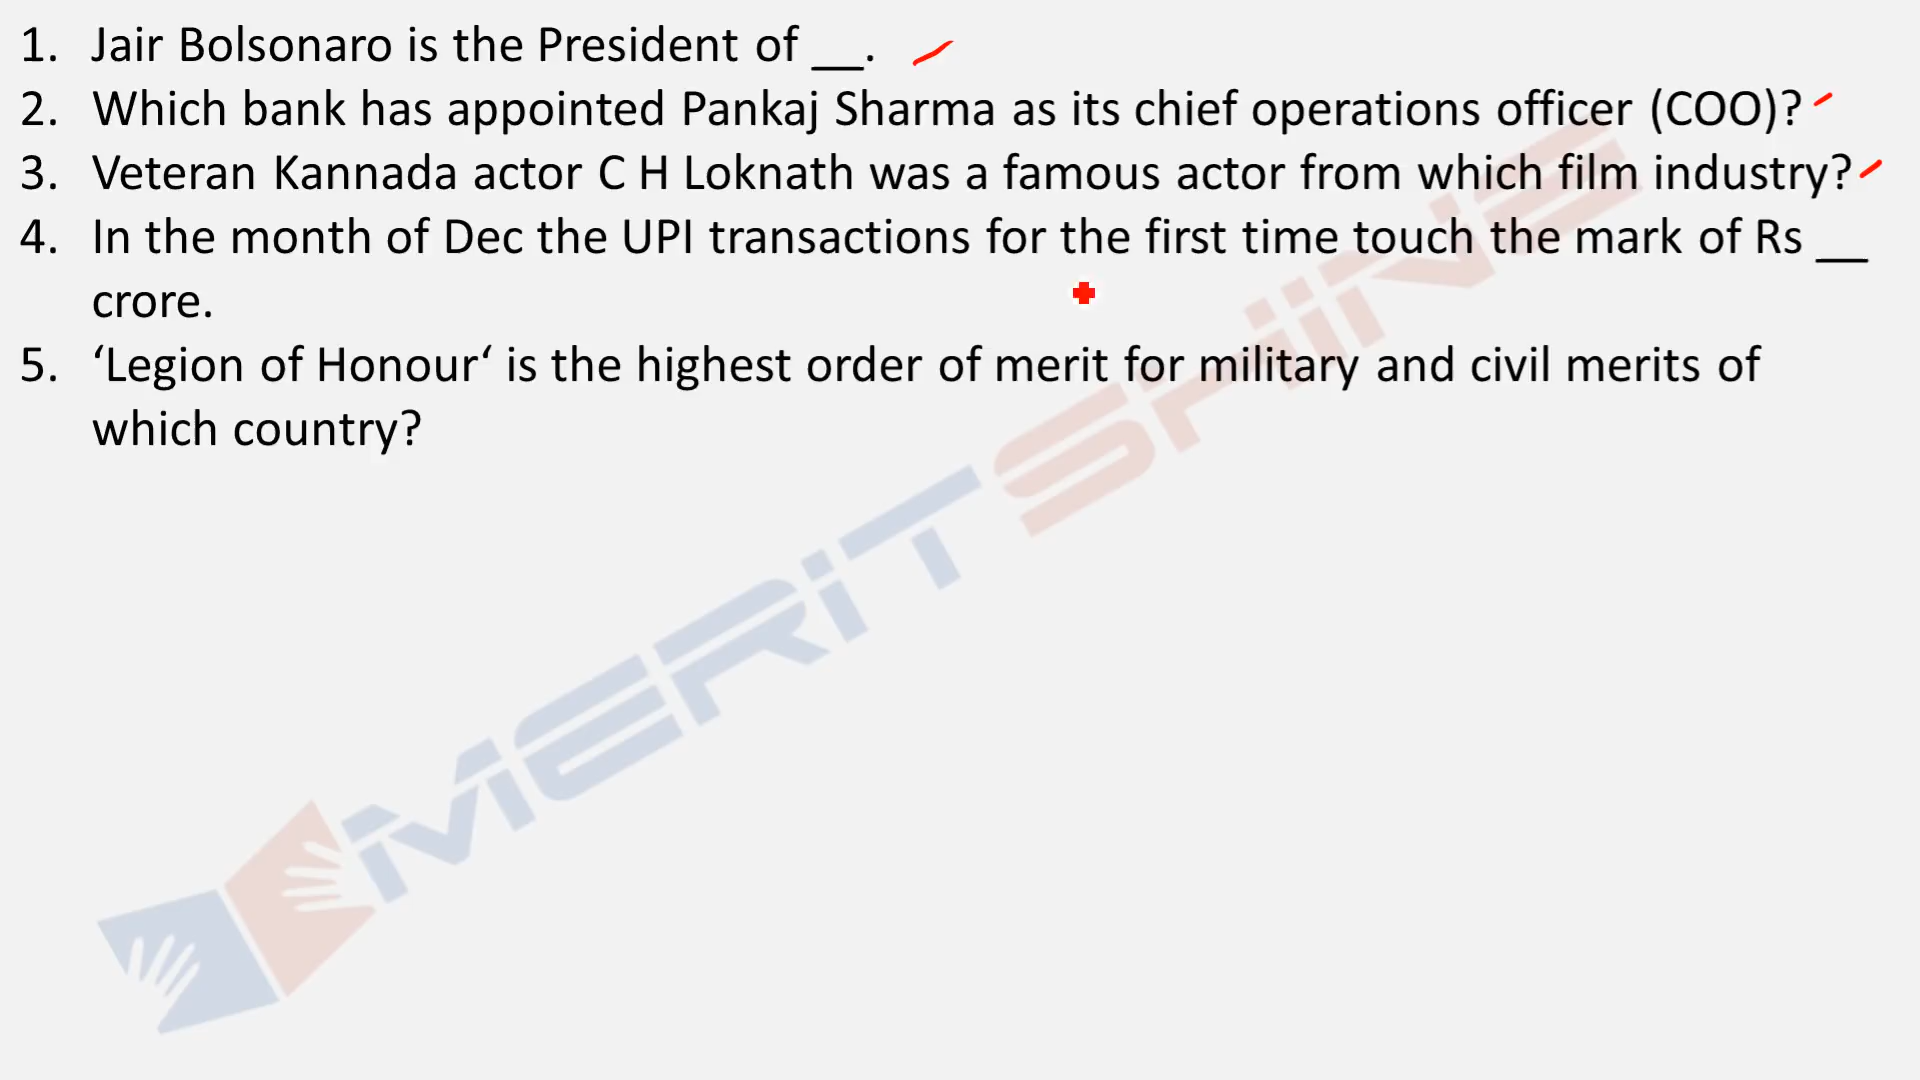 1. Jair Bolsonaro is the President of __.
2. Which bank has appointed Pankaj Sharma as its chief operations officer (COO)?
3. Veteran Kannada actor C H Loknath was a famous actor from which film industry?
4. In the month of Dec the UPI transactions for the first time touch the mark of Rs __
crore.
5. ‘Legion of Honour‘ is the highest order of merit for military and civil merits of
which country?
MERiTSHiiNE